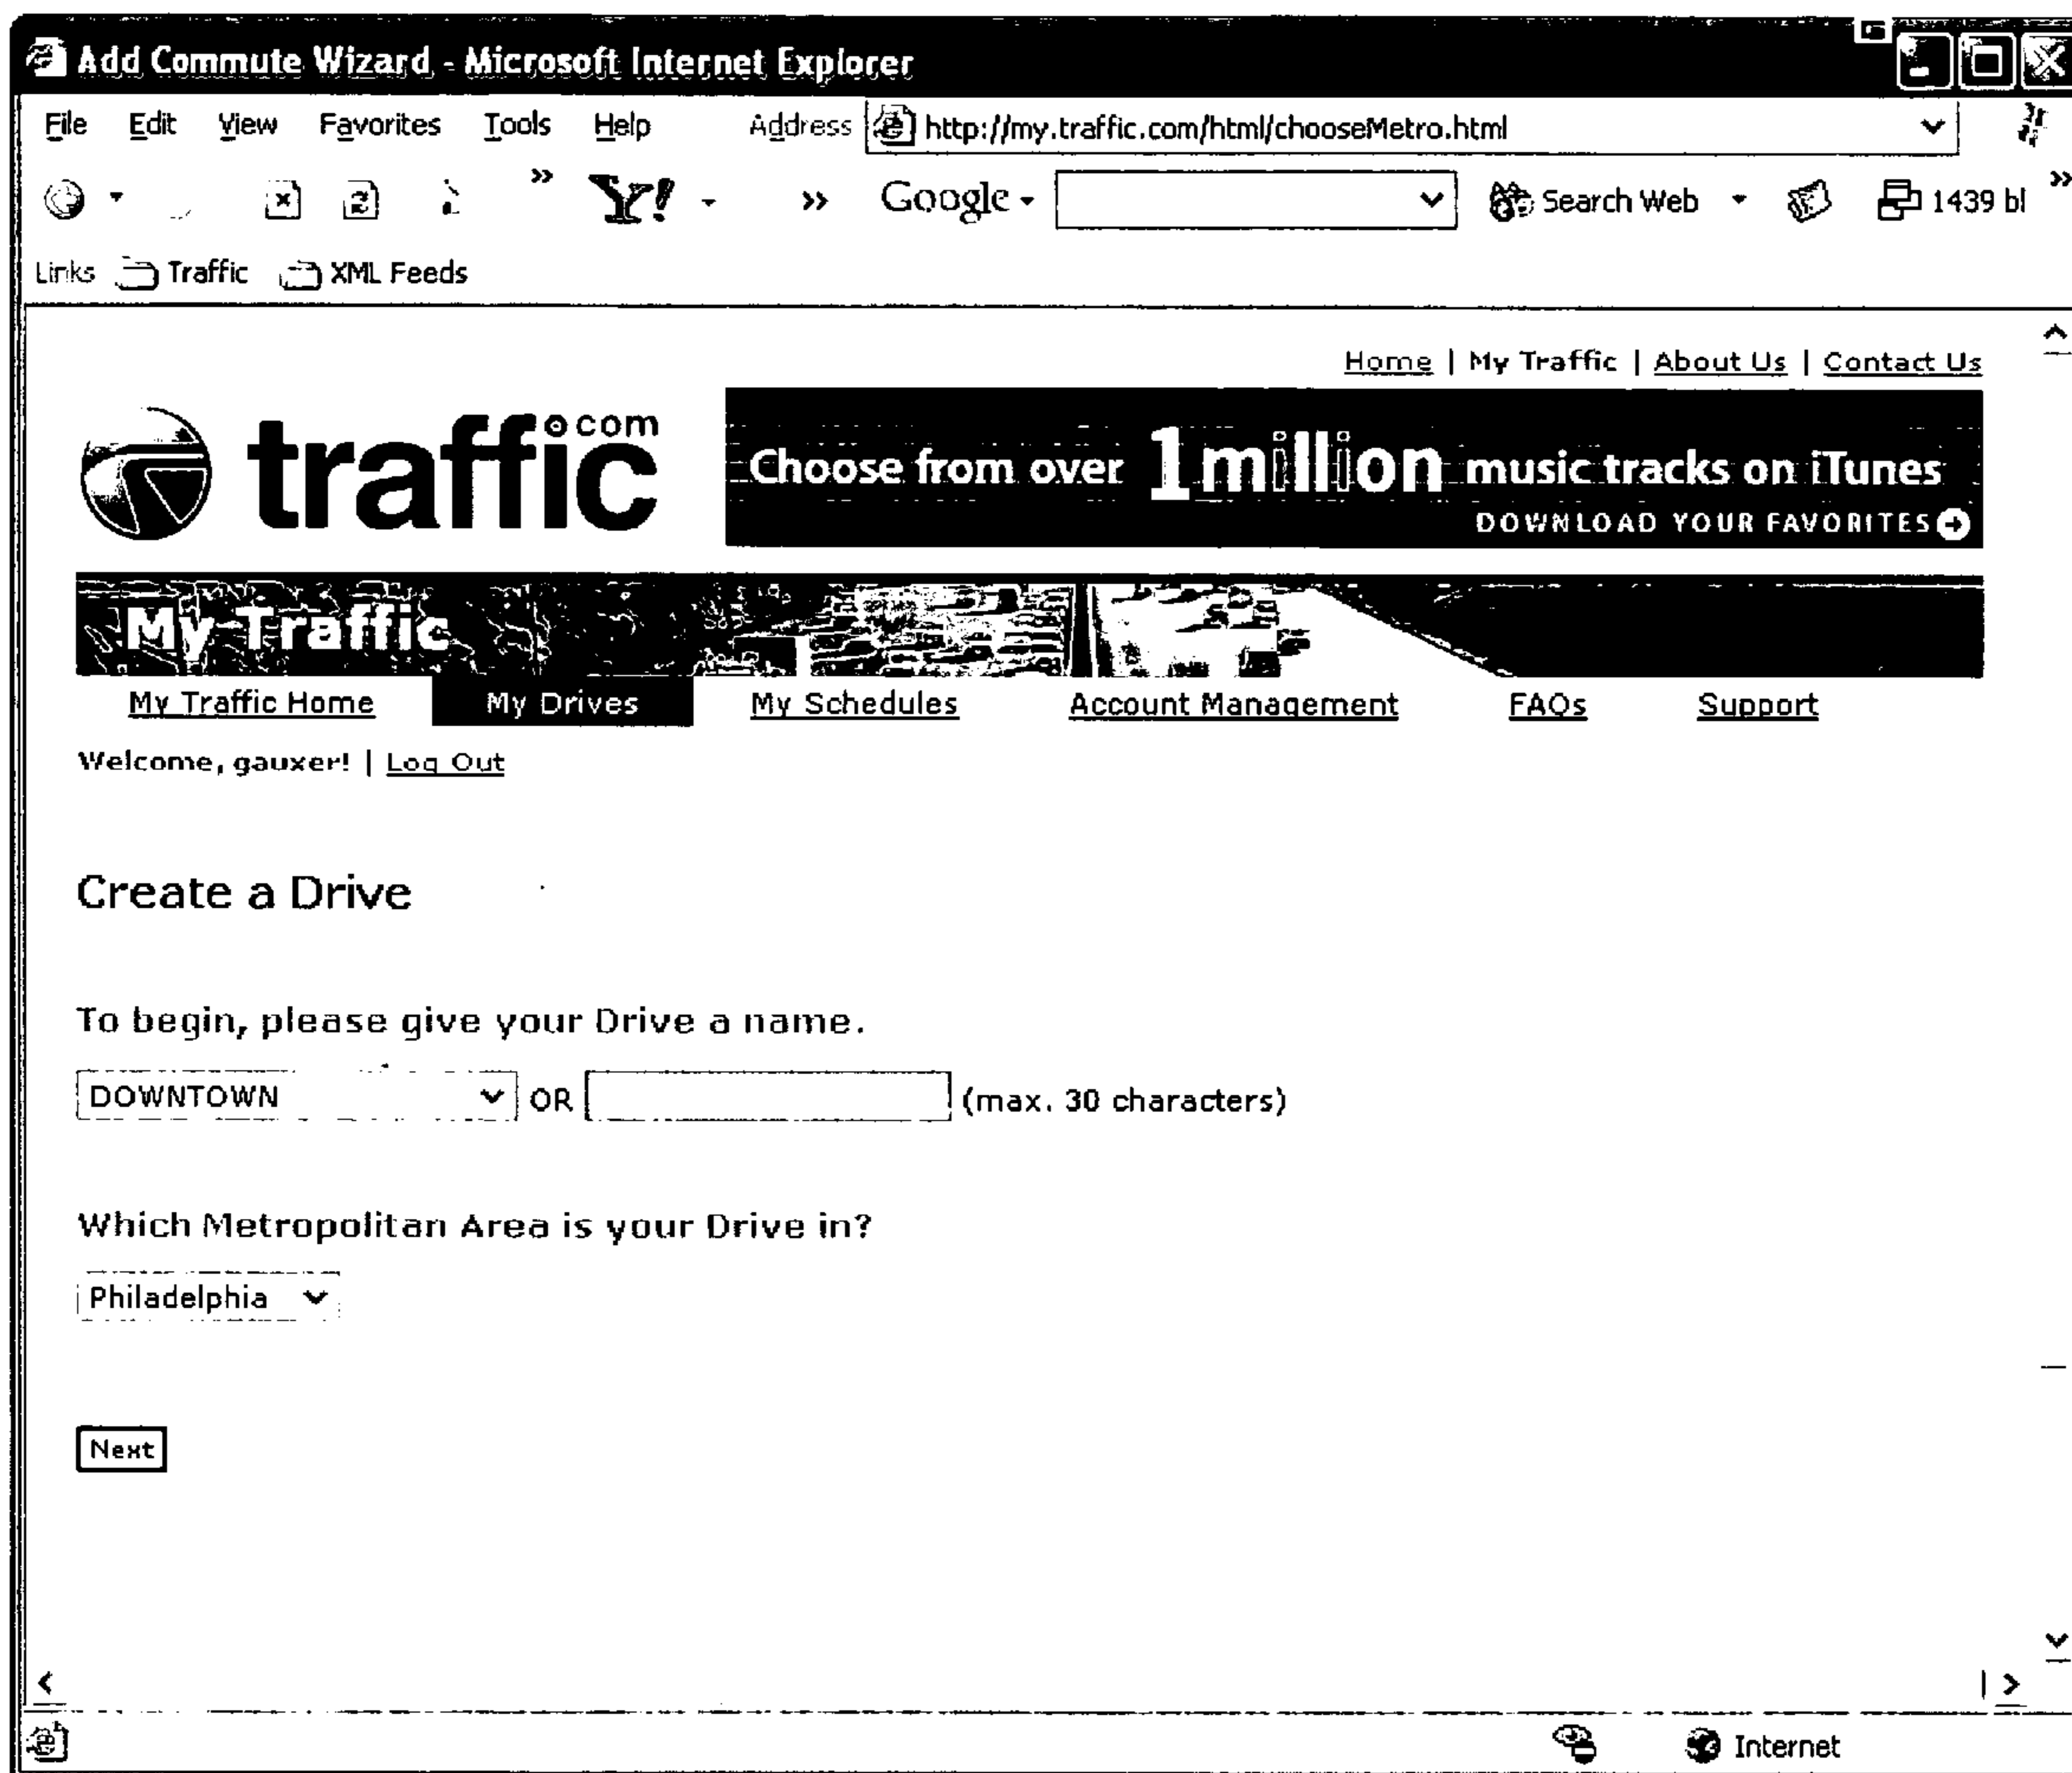 Add Commute Wizard - Microsoft Internet Explorer
File Edit View Favorites Tools Help Address http://my.traffic.com/html/chooseMetro.html
» Y! » Google Search Web 1439 bl »
Links Traffic XML Feeds
Home | My Traffic | About Us | Contact Us
traffic.com
Choose from over 1 million music tracks on iTunes
DOWNLOAD YOUR FAVORITES
My Traffic
My Traffic Home My Drives My Schedules Account Management FAQs Support
Welcome, gauxer! | Log Out
Create a Drive
To begin, please give your Drive a name.
DOWNTOWN OR (max. 30 characters)
Which Metropolitan Area is your Drive in?
Philadelphia
Next
Internet